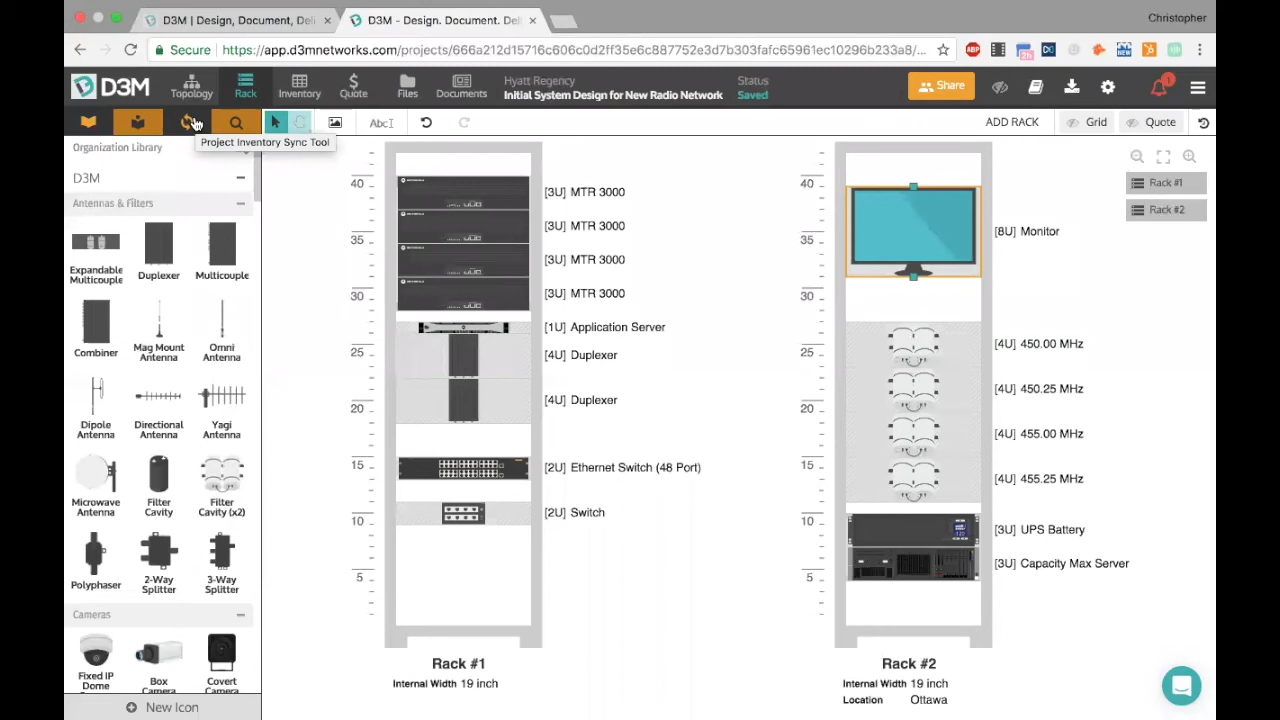 D3M | Design, Document, Deli
D3M - Design. Document. Deli
Christopher
Secure
https://app.d3mnetworks.com/projects/666a212d15716c606c0d2ff35e6c887752e3d7b303fafc65961ec10296b233a8/...
ABP
NEW
D3M
Topology
Rack
Inventory
Quote
Files
Documents
Hyatt Regency
Initial System Design for New Radio Network
Status
Saved
Share
1
Abc
ADD RACK
Grid
Quote
Project Inventory Sync Tool
Organization Library
D3M
Antennas & Filters
Expandable Multicouple
Duplexer
Multicouple
Combiner
Mag Mount Antenna
Omni Antenna
Dipole Antenna
Directional Antenna
Yagi Antenna
Microwave Antenna
Filter Cavity
Filter Cavity (x2)
Polyphaser
2-Way Splitter
3-Way Splitter
Cameras
Fixed IP Dome
Box Camera
Covert Camera
New Icon
40
35
30
25
20
15
10
5
[3U] MTR 3000
[3U] MTR 3000
[3U] MTR 3000
[3U] MTR 3000
[1U] Application Server
[4U] Duplexer
[4U] Duplexer
[2U] Ethernet Switch (48 Port)
[2U] Switch
Rack #1
Internal Width 19 inch
40
35
30
25
20
15
10
5
[8U] Monitor
[4U] 450.00 MHz
[4U] 450.25 MHz
[4U] 455.00 MHz
[4U] 455.25 MHz
[3U] UPS Battery
[3U] Capacity Max Server
Rack #2
Internal Width 19 inch
Location Ottawa
Rack #1
Rack #2